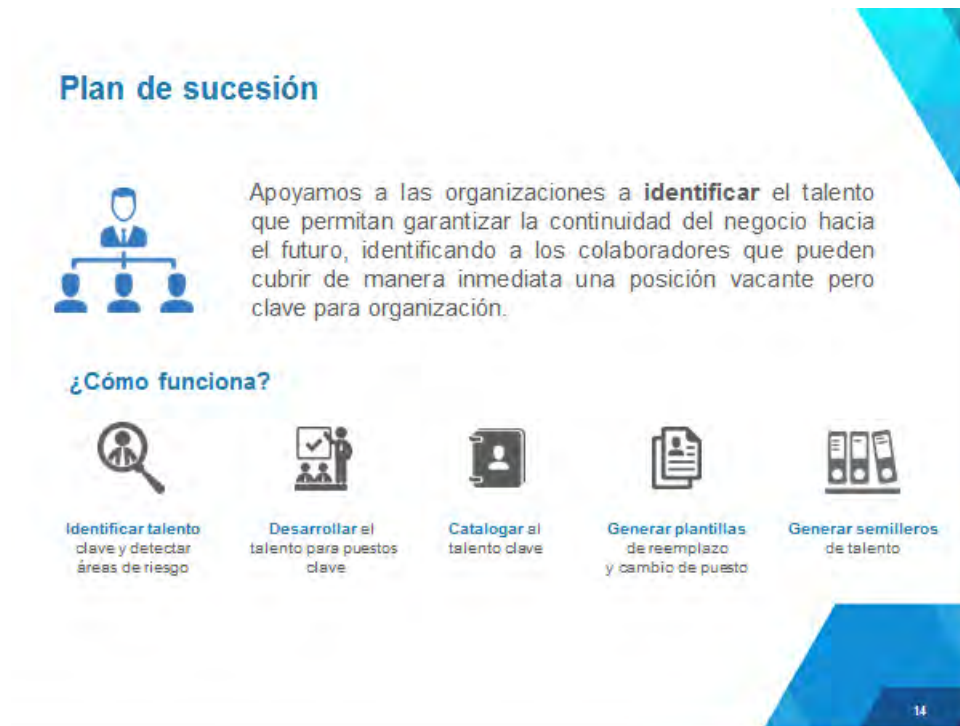 Plan de sucesión
Apoyamos a las organizaciones a identificar el talento
que permitan garantizar la continuidad del negocio hacia
el futuro, identificando a los colaboradores que pueden
cubrir de manera inmediata una posición vacante pero
clave para organización.
¿Cómo funciona?
Identificar talento
clave y detectar
áreas de riesgo
Desarrollar el
talento para puestos
clave
Catalogar al
talento clave
Generar plantillas
de reemplazo
y cambio de puesto
Generar semilleros
de talento
14